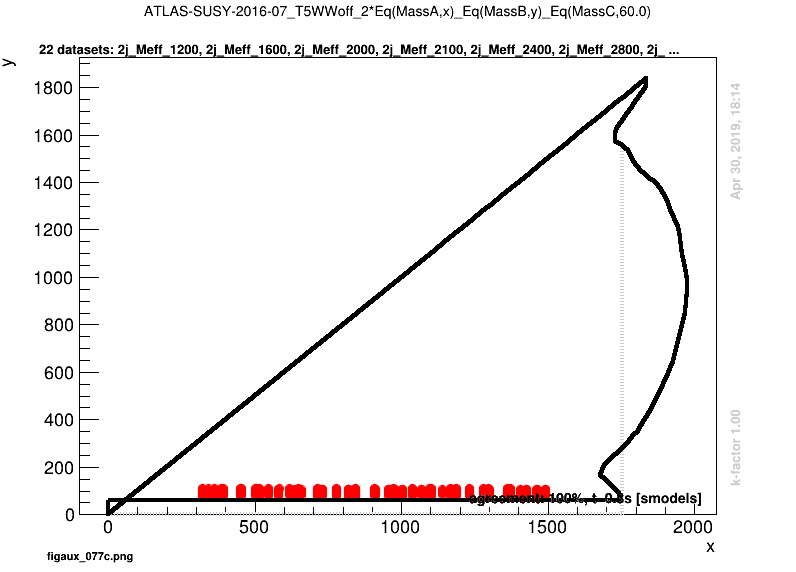 ATLAS-SUSY-2016-07_T5WWoff_2*Eq(MassA,x)_Eq(MassB,y)_Eq(MassC,60.0)
22 datasets: 2j_Meff_1200, 2j_Meff_1600, 2j_Meff_2000, 2j_Meff_2100, 2j_Meff_2400, 2j_Meff_2800, 2j_ ...
y
1800
1600
1400
1200
1000
800
600
400
200
0
Apr 30, 2019, 18:14
k-factor 1.00
agreement: 100%, [smodels]
0
500
1000
1500
2000
x
figaux_077c.png